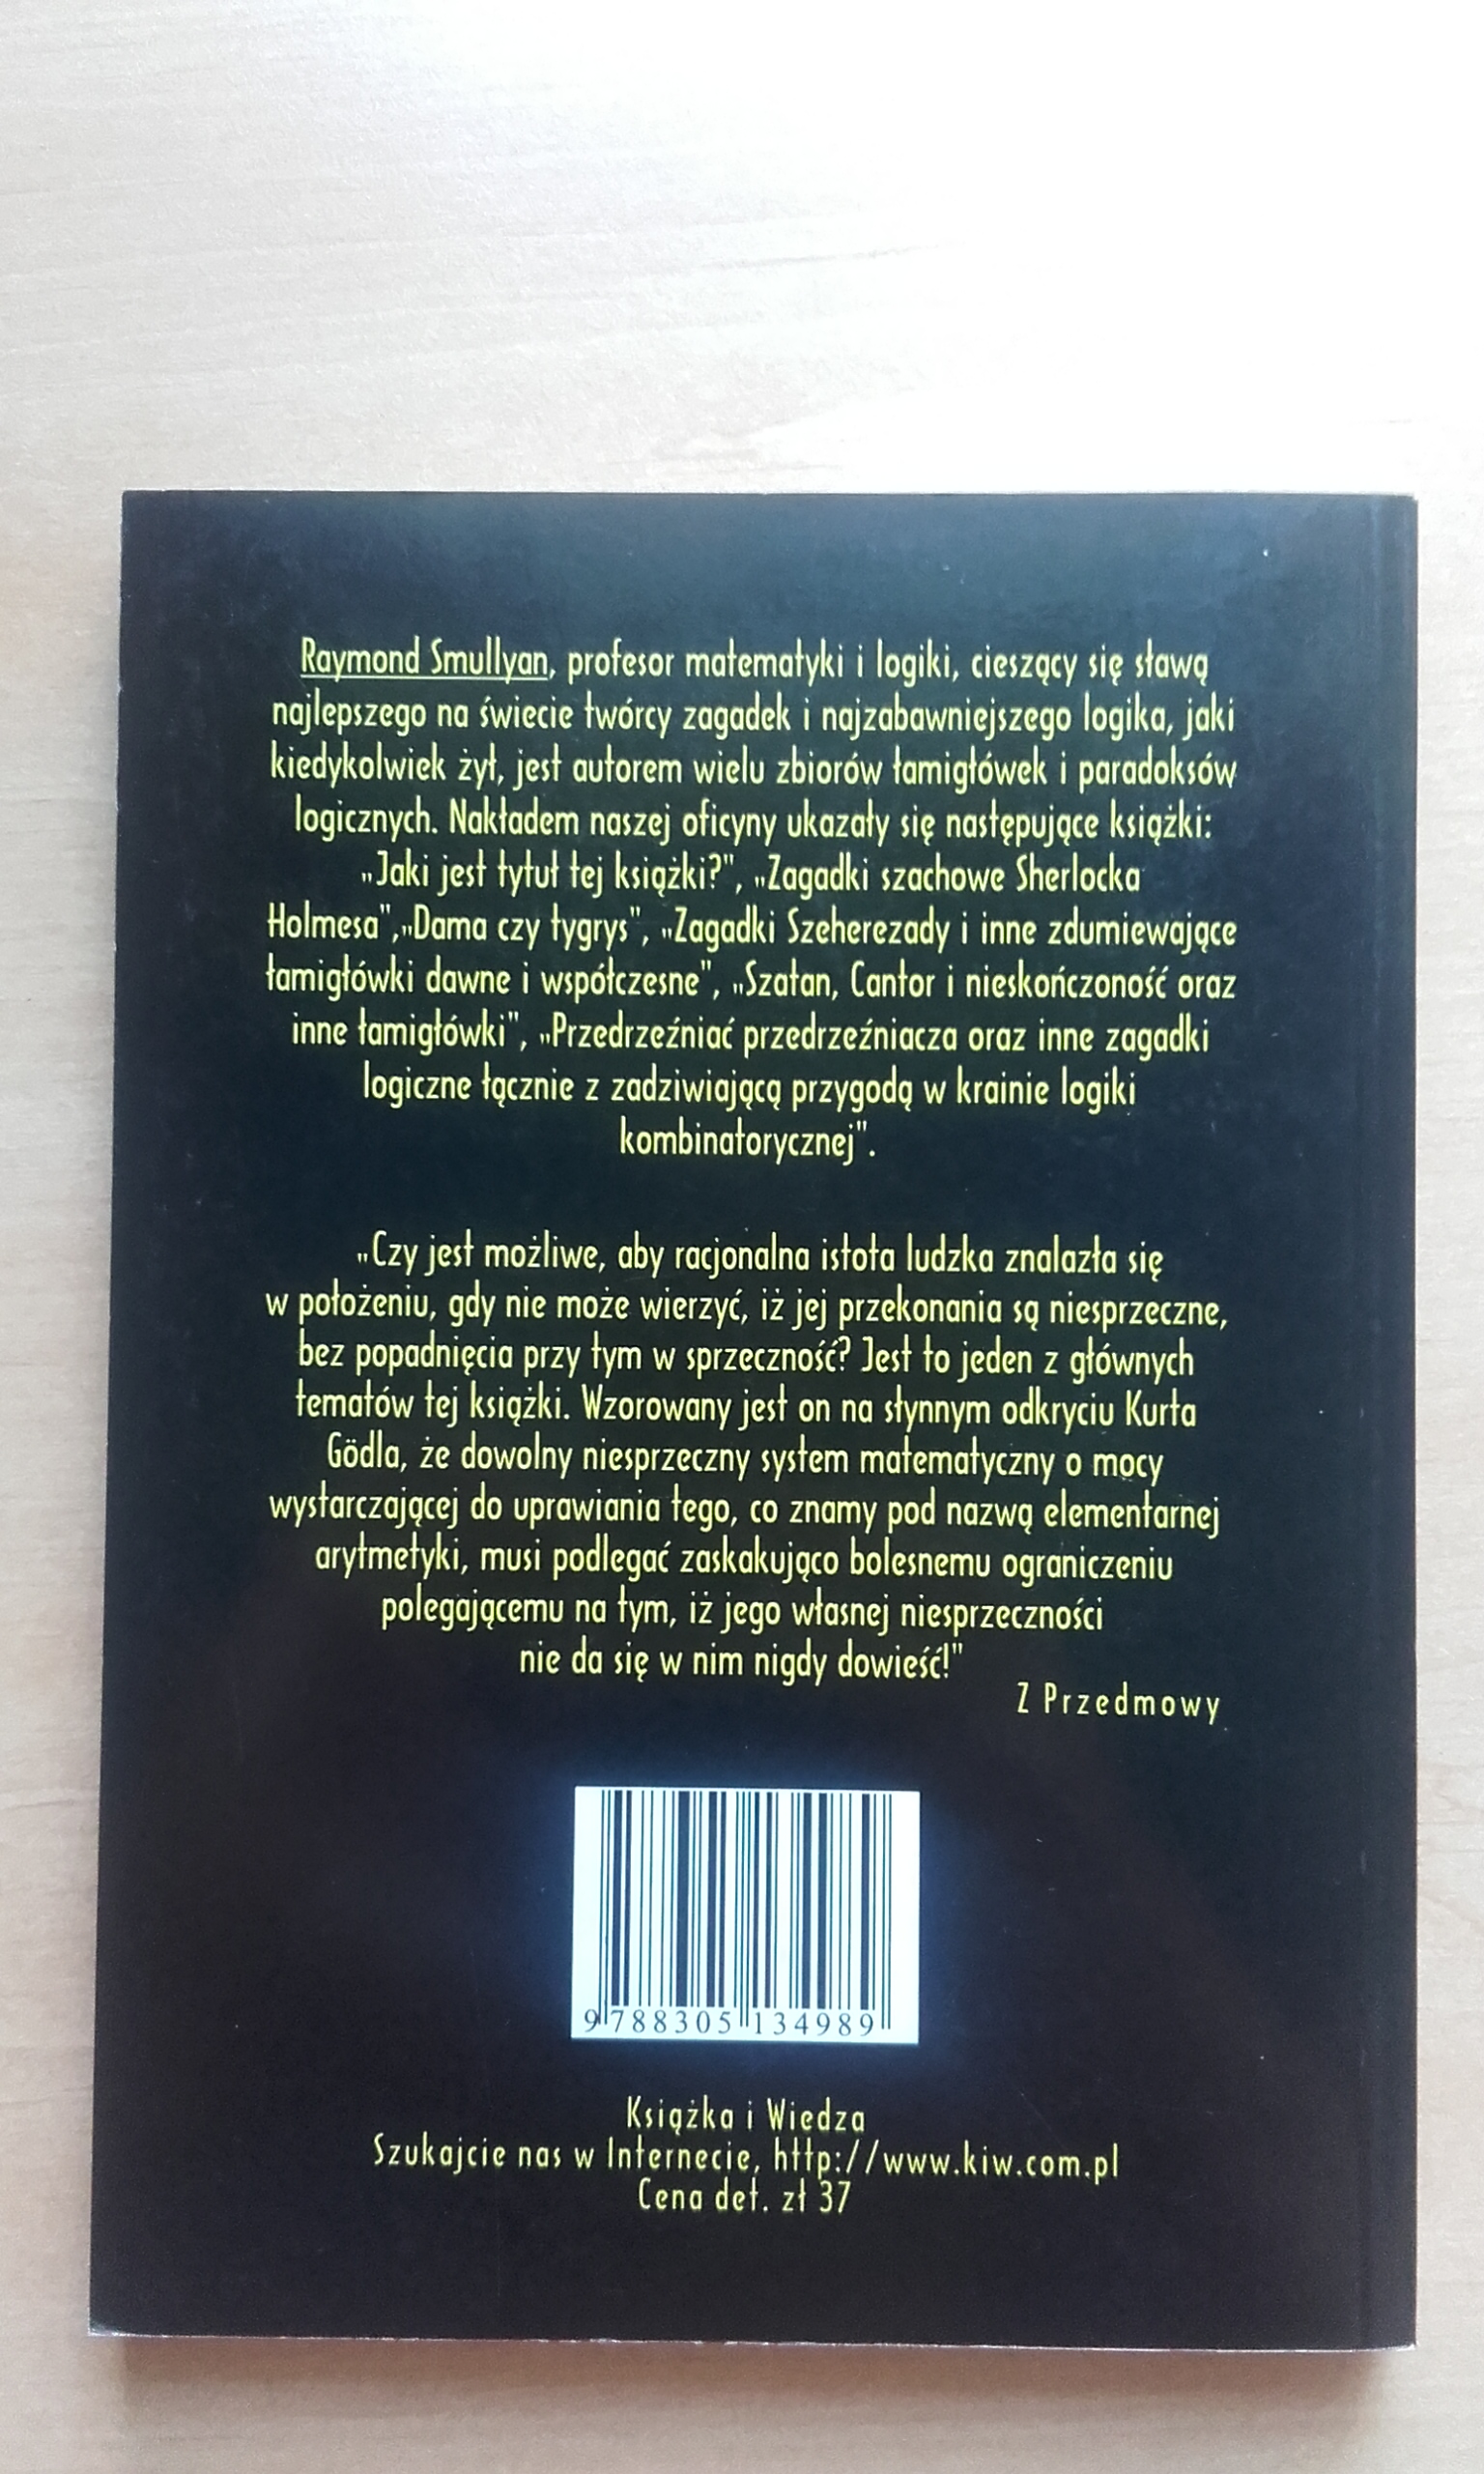 Raymond Smullyan, profesor matematyki i logiki, cieszący się sławą
najlepszego na świecie twórcy zagadek i najzabawniejszego logika, jaki
kiedykolwiek żył, jest autorem wielu zbiorów łamigłówek i paradoksów
logicznych. Nakładem naszej oficyny ukazały się następujące książki:
„Jaki jest tytuł tej książki?", „Zagadki szachowe Sherlocka
Holmesa",„Dama czy tygrys", „Zagadki Szeherezady i inne zdumiewające
łamigłówki dawne i współczesne", „Szatan, Cantor i nieskończoność oraz
inne łamigłówki", „Przedrzeźniać przedrzeźniacza oraz inne zagadki
logiczne łącznie z zadziwiającą przygodą w krainie logiki
kombinatorycznej".
„Czy jest możliwe, aby racjonalna istota ludzka znalazła się
w położeniu, gdy nie może wierzyć, iż jej przekonania są niesprzeczne,
bez popadnięcia przy tym w sprzeczność? Jest to jeden z głównych
tematów tej książki. Wzorowany jest on na słynnym odkryciu Kurta
Gödla, że dowolny niesprzeczny system matematyczny o mocy
wystarczającej do uprawiania tego, co znamy pod nazwą elementarnej
arytmetyki, musi podlegać zaskakująco bolesnemu ograniczeniu
polegającemu na tym, iż jego własnej niesprzeczności
nie da się w nim nigdy dowieść!"
Z Przedmowy
9 788305 134989
Książka i Wiedza
Szukajcie nas w Internecie, http://www.kiw.com.pl
Cena det. zł 37